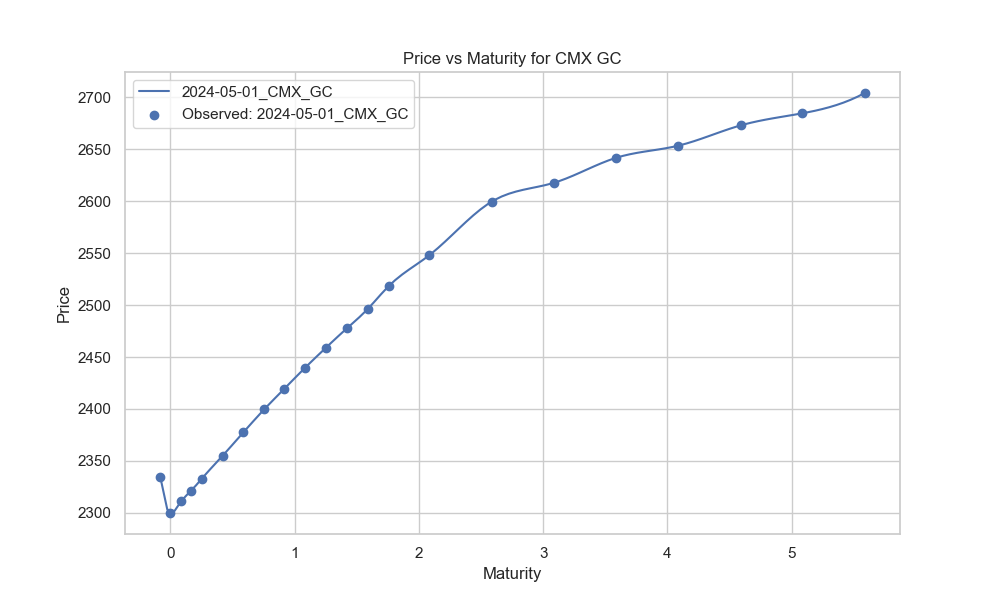 Price vs Maturity for CMX GC
2024-05-01_CMX_GC
Observed: 2024-05-01_CMX_GC
2700
2650
2600
2550
2500
2450
2400
2350
2300
Price
0 1 2 3 4 5
Maturity